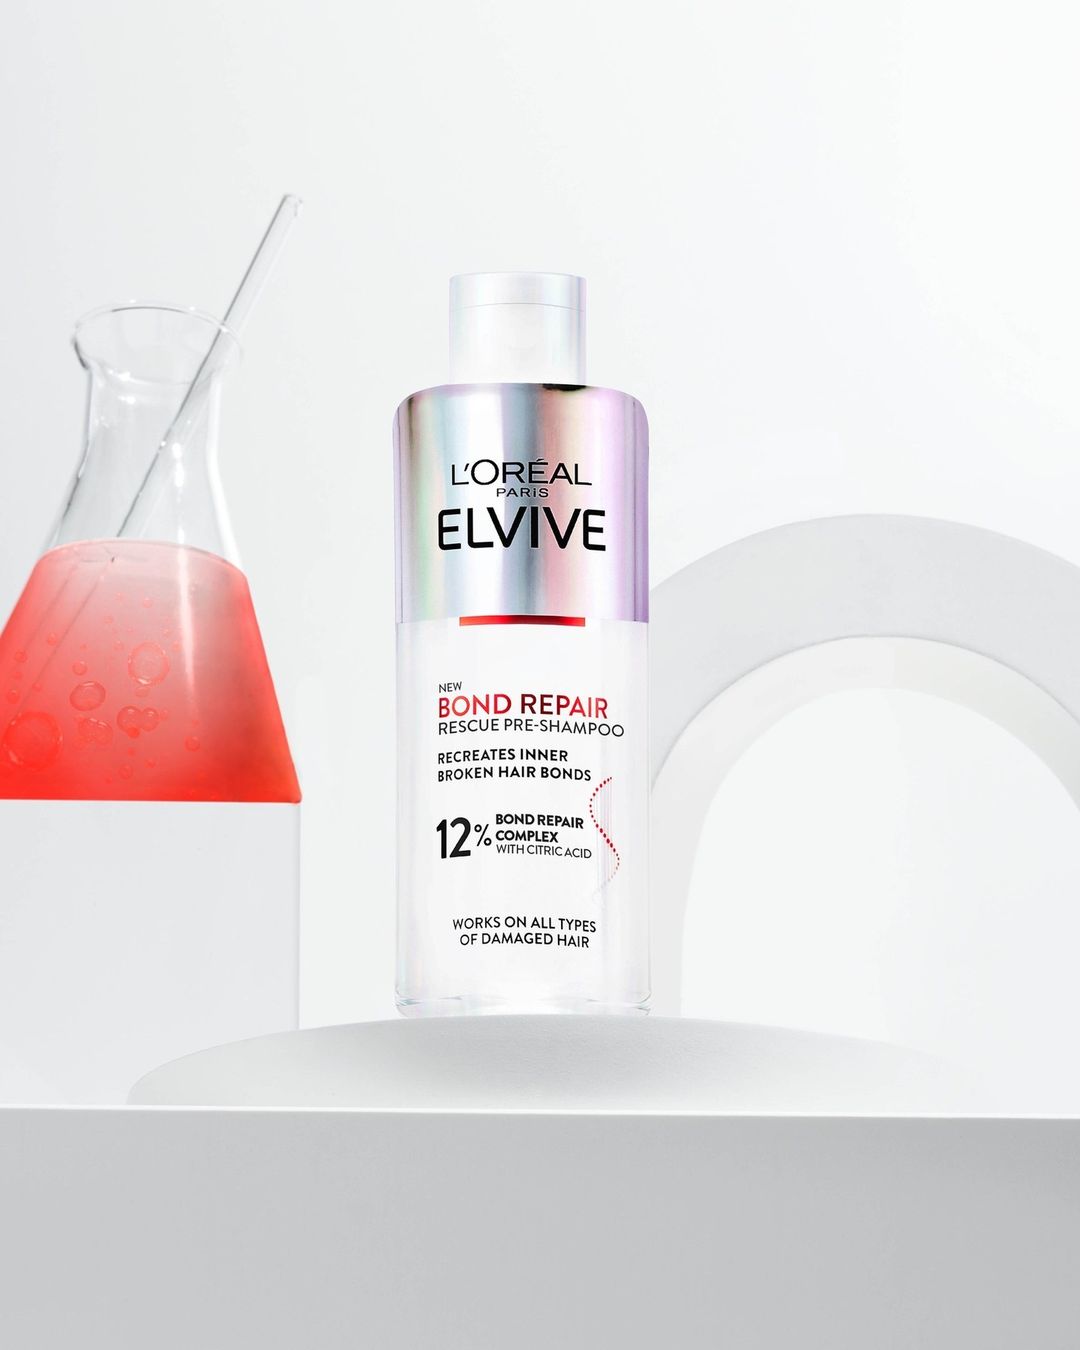 L'ORÉAL
PARIS
ELVIVE
NEW
BOND REPAIR
RESCUE PRE-SHAMPOO
RECREATES INNER
BROKEN HAIR BONDS
12% BOND REPAIR
COMPLEX
WITH CITRIC ACID
WORKS ON ALL TYPES
OF DAMAGED HAIR